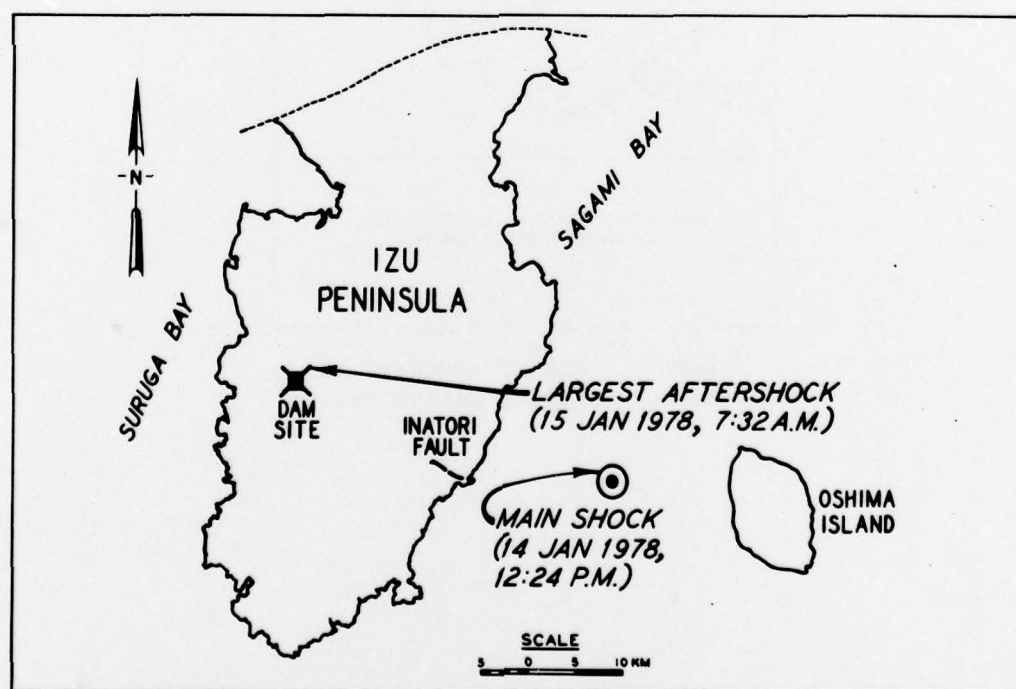 N
SURUGA BAY
SAGAMI BAY
IZU
PENINSULA
DAM
SITE
LARGEST AFTERSHOCK
(15 JAN 1978, 7:32 A.M.)
INATORI
FAULT
MAIN SHOCK
(14 JAN 1978,
12:24 P.M.)
OSHIMA
ISLAND
SCALE
5 0 5 10 KM